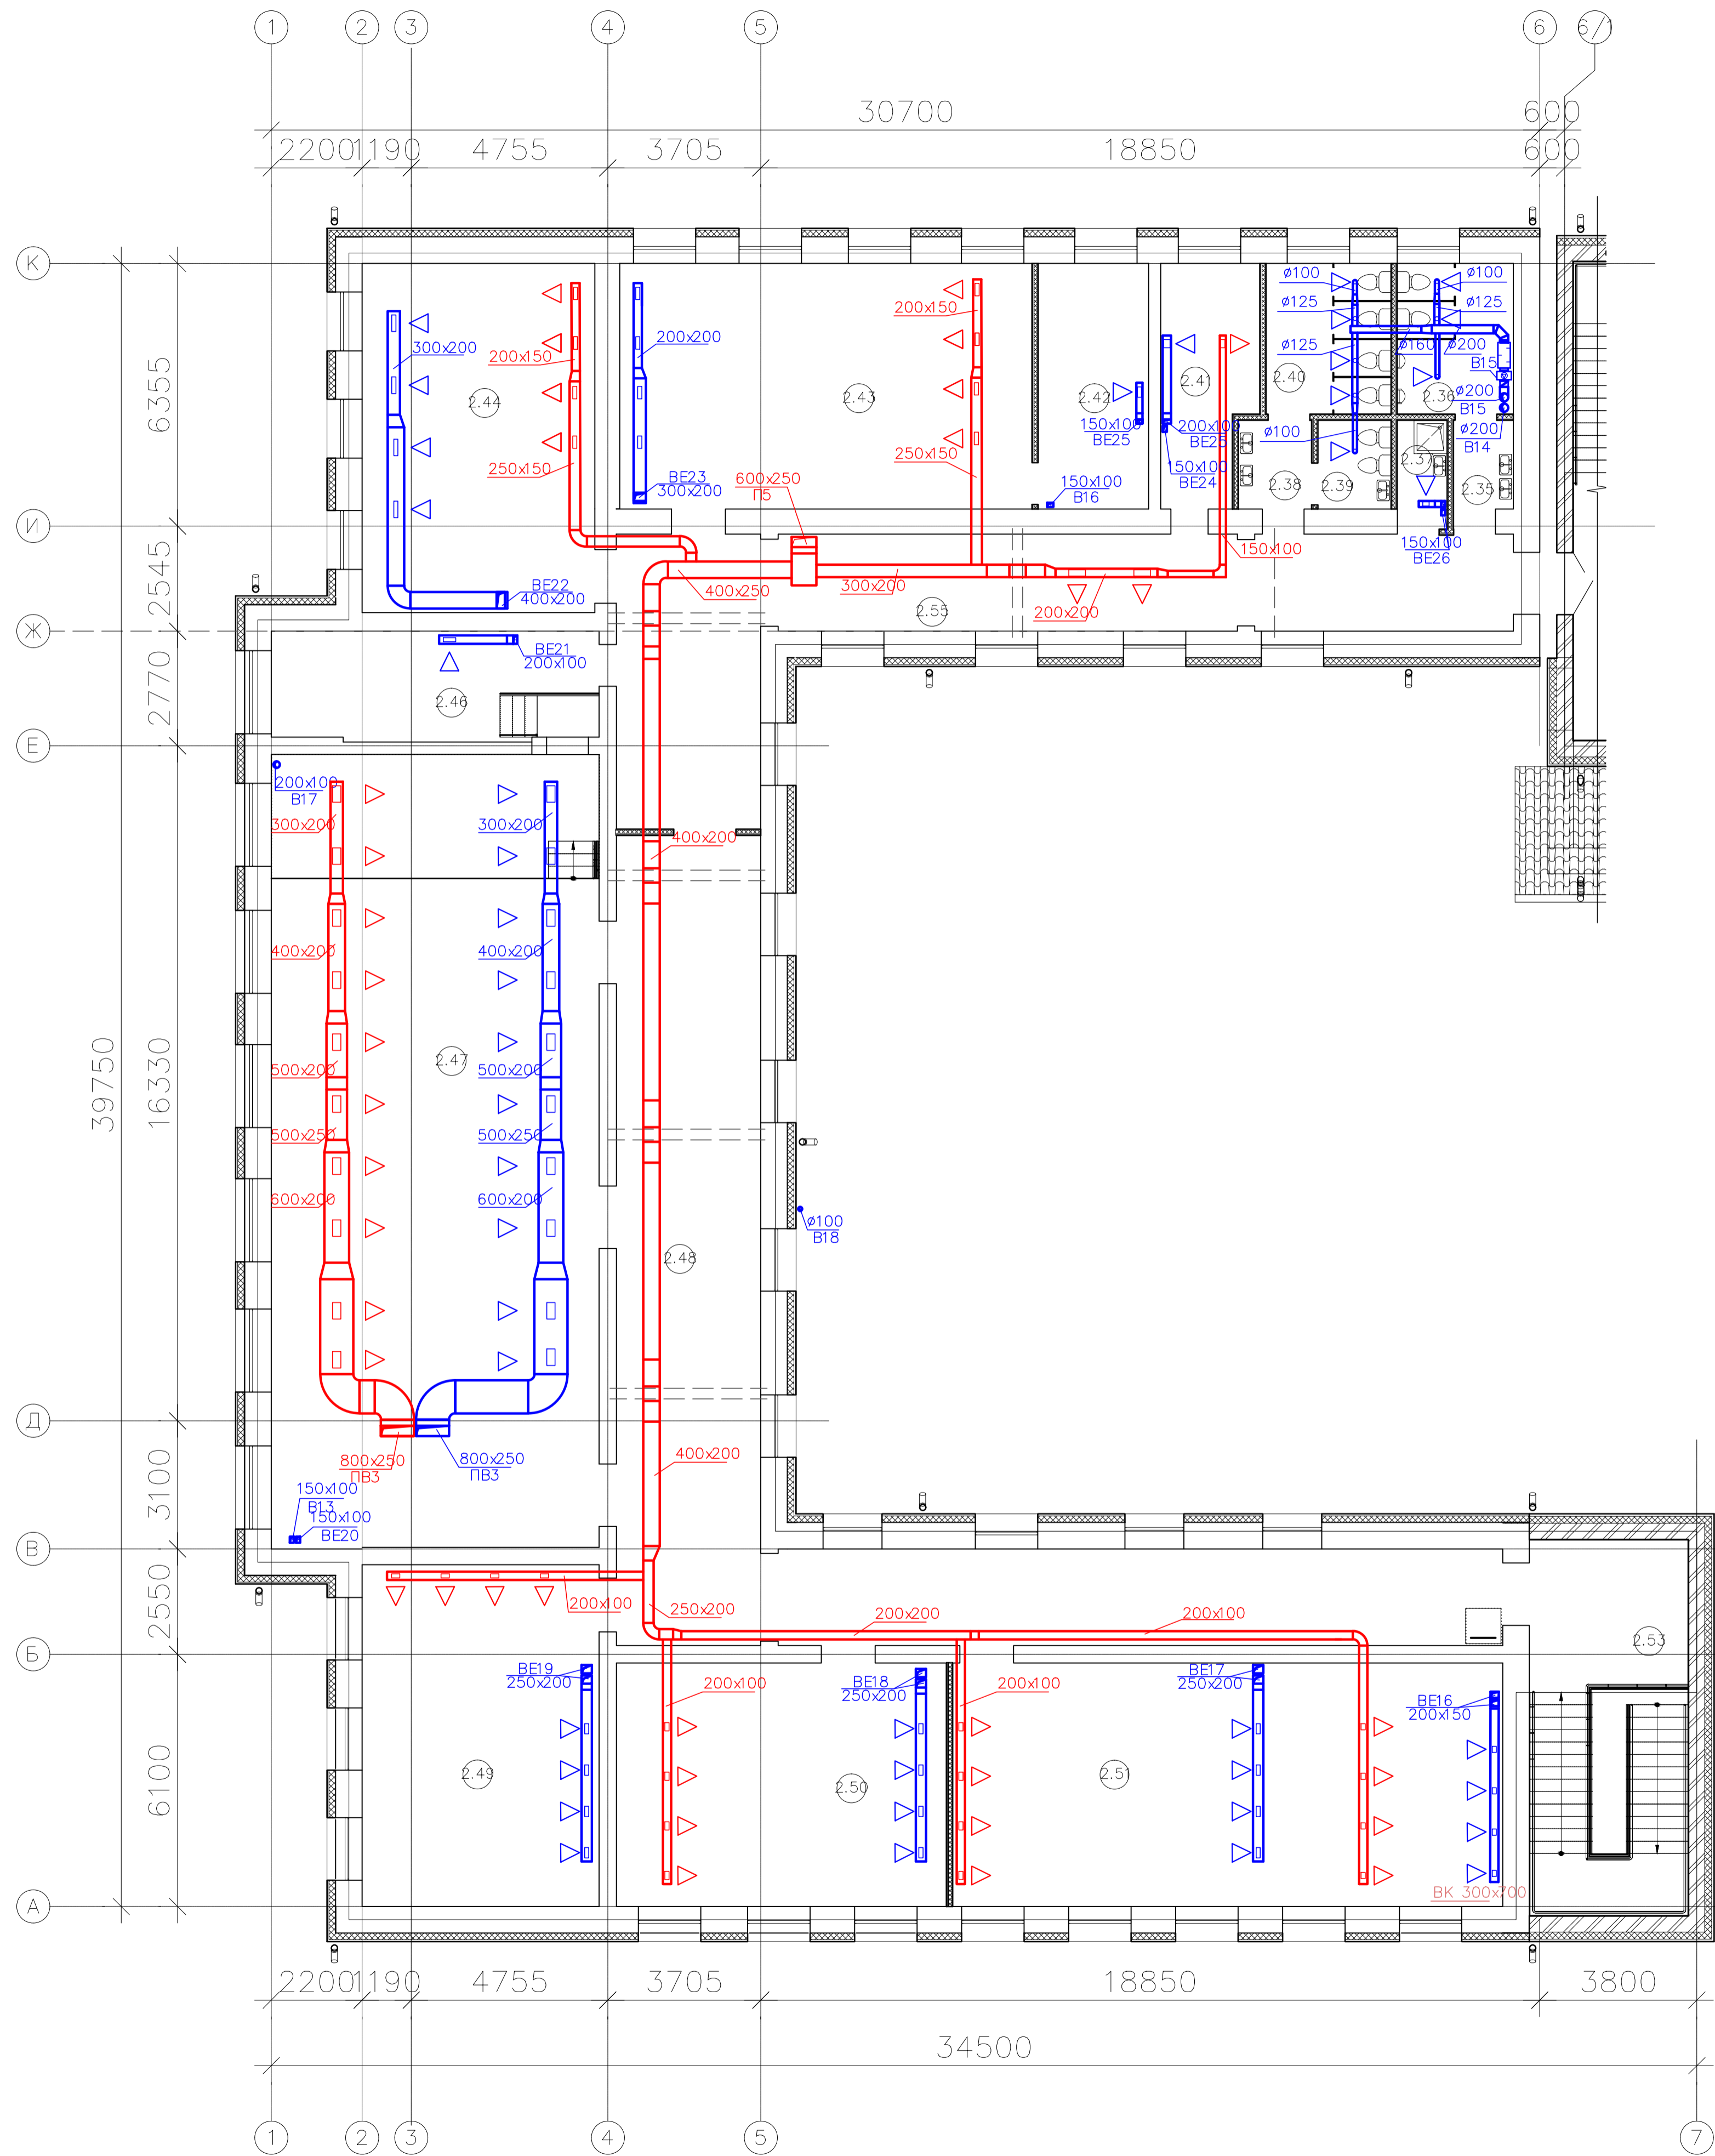 1 2 3 4 5 6 6/1
30700 600
2200 1190 4755 3705 18850 600
К
ø100 ø100
ø125 ø125
200x150
300x200
200x200
200x150
ø125
ø160
ø200
В15
2.44
2.43
2.42
2.41
2.40
2.36
ø200
В15
150x100
ВЕ25
200x100
ВЕ25
ø100
ø200
В14
6355
250x150
250x150
ВЕ23
300x200
600x250
П5
150x100
В16
150x100
ВЕ24
2.37
2.38
2.39
2.35
И
150x100
150x100
ВЕ26
2545
ВЕ22
400x200
400x250
300x200
2.55
200x200
Ж
ВЕ21
200x100
2770
2.46
Е
200x100
В17
300x200
300x200
400x200
400x200
400x200
39750
16330
2.47
500x200
500x200
500x250
500x250
600x200
600x200
ø100
В18
2.48
Д
800x250
ПВ3
800x250
ПВ3
400x200
3100
150x100
В13
150x100
ВЕ20
В
2550
200x100
250x200
200x200
200x100
2.53
Б
ВЕ19
250x200
200x100
ВЕ18
250x200
200x100
ВЕ17
250x200
ВЕ16
200x150
6100
2.49
2.50
2.51
ВК 300x700
А
2200 1190 4755 3705 18850 3800
34500
1 2 3 4 5 7